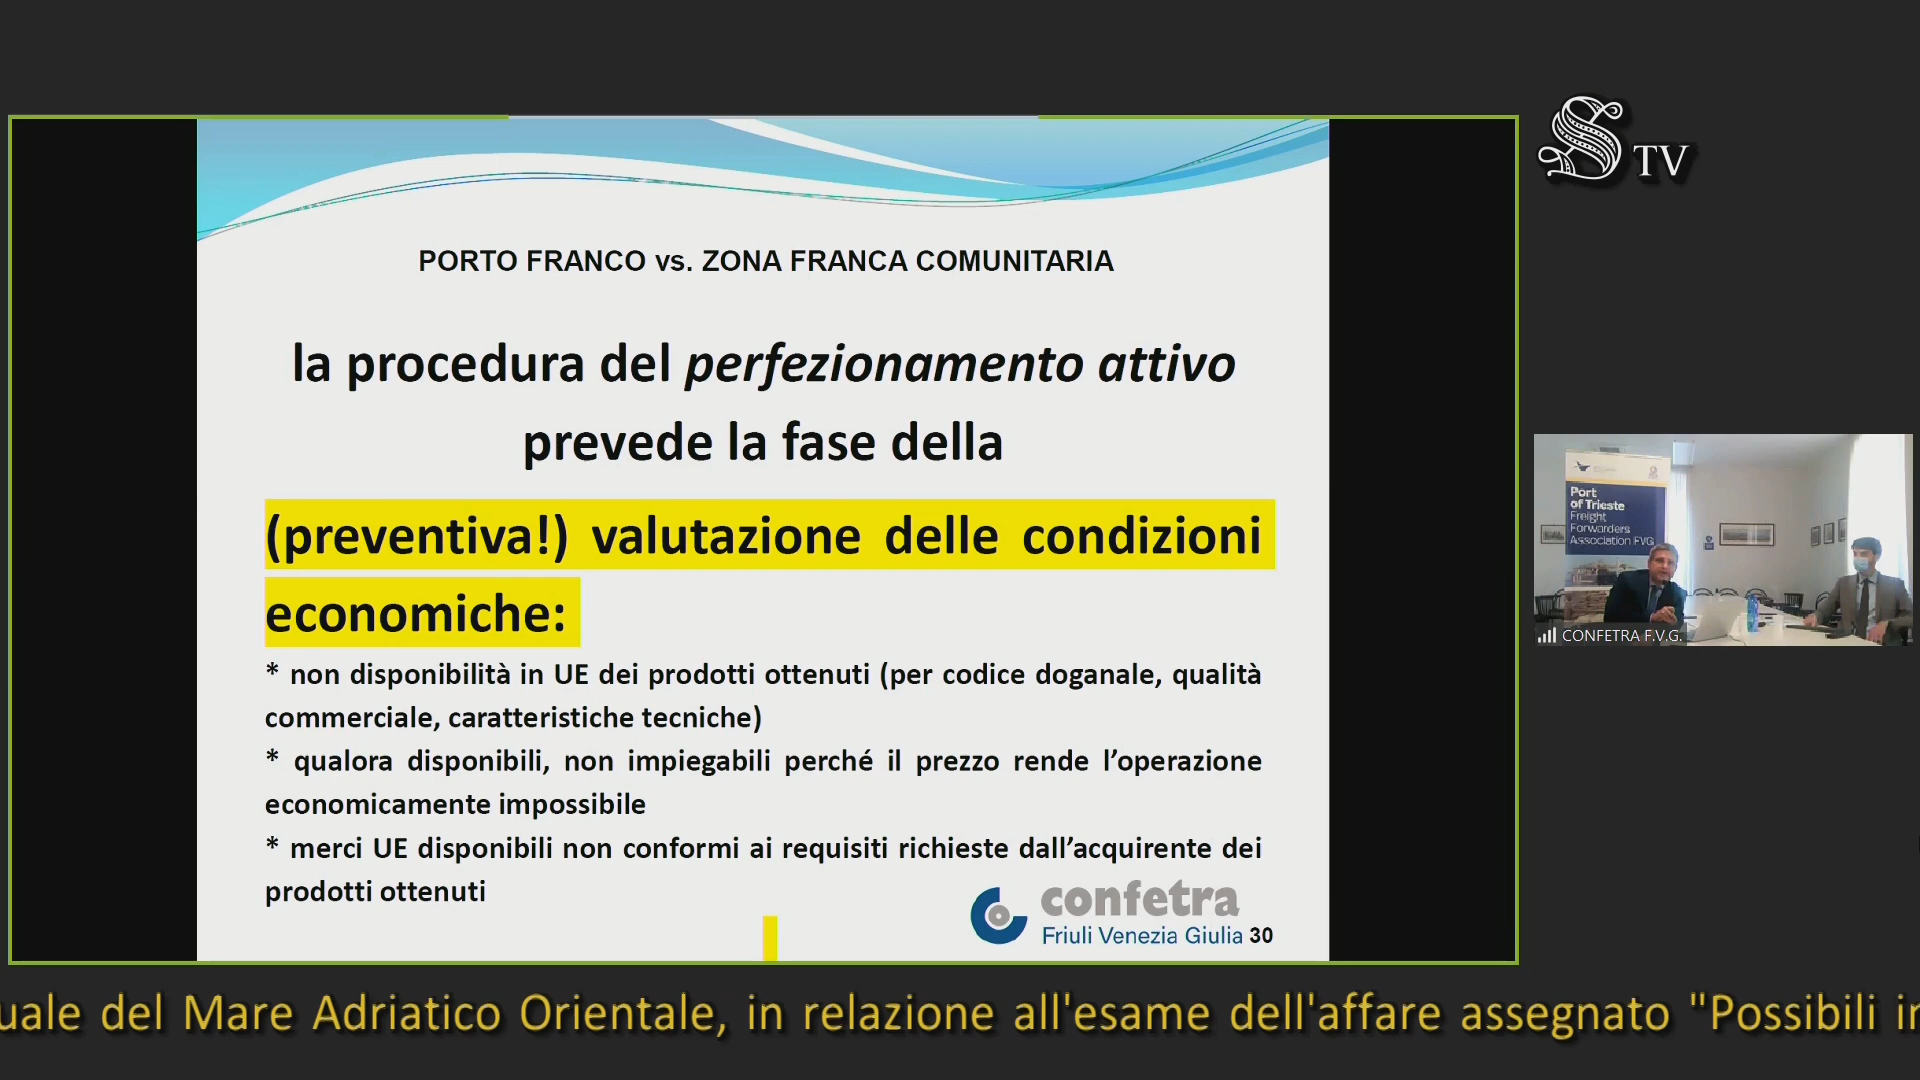 S TV
PORTO FRANCO vs. ZONA FRANCA COMUNITARIA
la procedura del perfezionamento attivo
prevede la fase della
(preventiva!) valutazione delle condizioni
economiche:
* non disponibilità in UE dei prodotti ottenuti (per codice doganale, qualità
commerciale, caratteristiche tecniche)
* qualora disponibili, non impiegabili perché il prezzo rende l’operazione
economicamente impossibile
* merci UE disponibili non conformi ai requisiti richieste dall’acquirente dei
prodotti ottenuti
confetra
Friuli Venezia Giulia 30
Port
of Trieste
Freight
Forwarders
Association FVG
CONFETRA F.V.G.
uale del Mare Adriatico Orientale, in relazione all'esame dell'affare assegnato "Possibili in